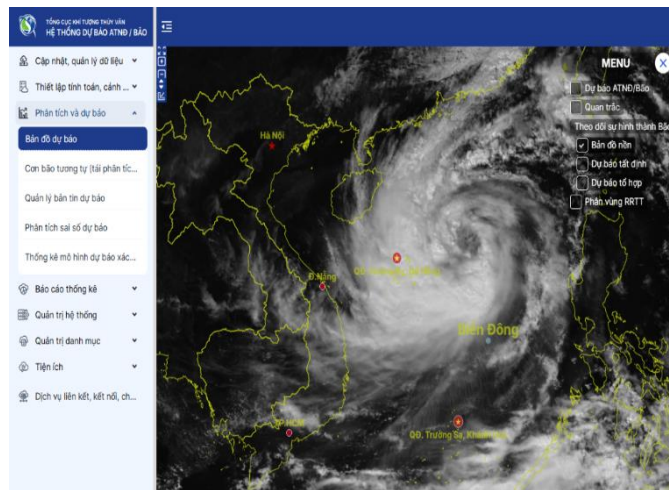 TỔNG CỤC KHÍ TƯỢNG THỦY VĂN
HỆ THỐNG DỰ BÁO ATNĐ / BÃO
Cập nhật, quản lý dữ liệu
Thiết lập tính toán, cảnh ...
Phân tích và dự báo
Bản đồ dự báo
Cơn bão tương tự (tái phân tíc...
Quản lý bản tin dự báo
Phân tích sai số dự báo
Thống kê mô hình dự báo xác...
Báo cáo thống kê
Quản trị hệ thống
Quản trị danh mục
Tiện ích
Dịch vụ liên kết, kết nối, ch...
MENU
Dự báo ATNĐ/Bão
Quan trắc
Theo dõi sự hình thành Bão
Bản đồ nền
Dự báo tất định
Dự báo tổ hợp
Phân vùng RRTT
Hà Nội
Đ.Nẵng
QĐ.
Biển Đông
TP.HCM
QĐ. Trường Sa,